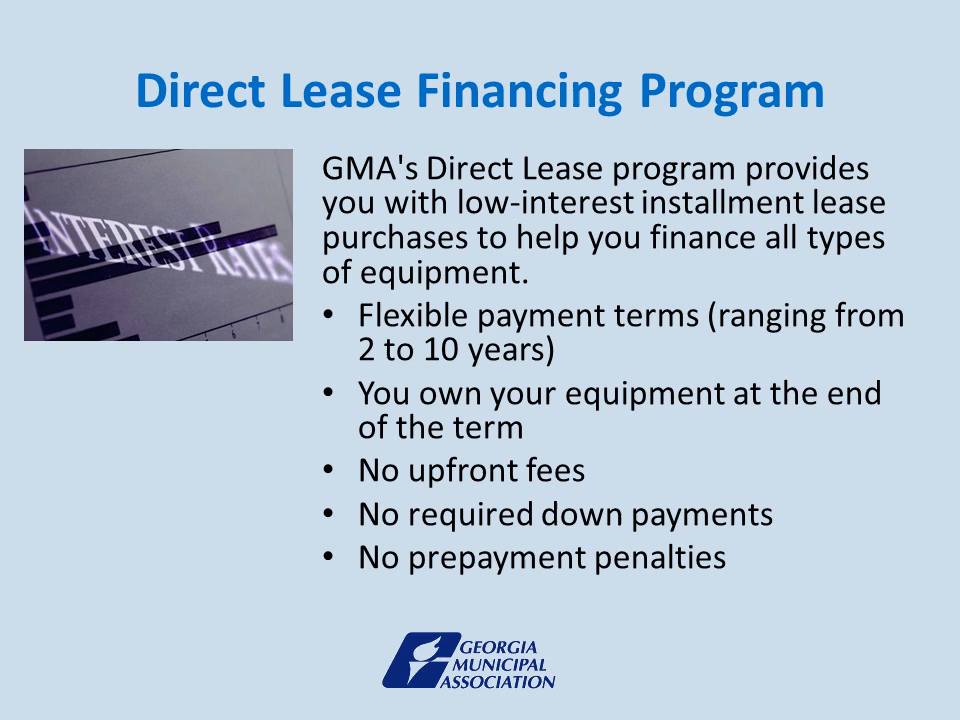 Direct Lease Financing Program
INTEREST RATES
GMA's Direct Lease program provides
you with low-interest installment lease
purchases to help you finance all types
of equipment.
• Flexible payment terms (ranging from
2 to 10 years)
• You own your equipment at the end
of the term
• No upfront fees
• No required down payments
• No prepayment penalties
GEORGIA
MUNICIPAL
ASSOCIATION